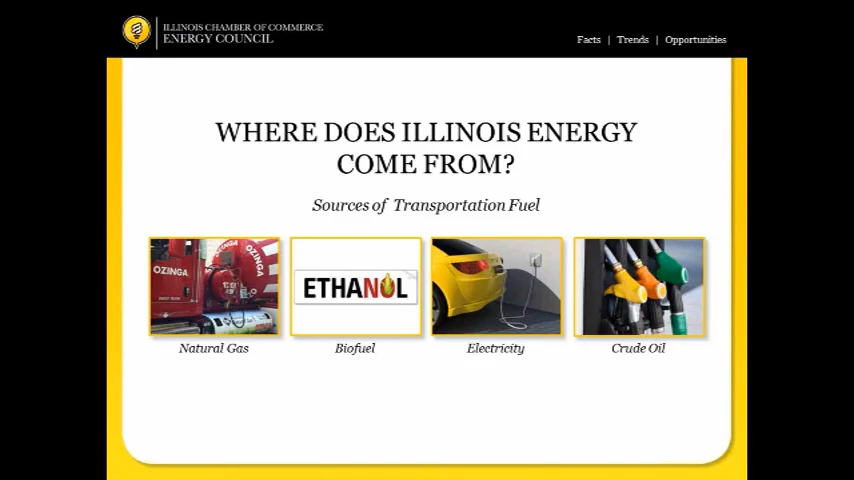 ILLINOIS CHAMBER OF COMMERCE
ENERGY COUNCIL
Facts | Trends | Opportunities
WHERE DOES ILLINOIS ENERGY
COME FROM?
Sources of Transportation Fuel
OZINGA
OZINGA
OZINGA
ETHANOL
Natural Gas
Biofuel
Electricity
Crude Oil